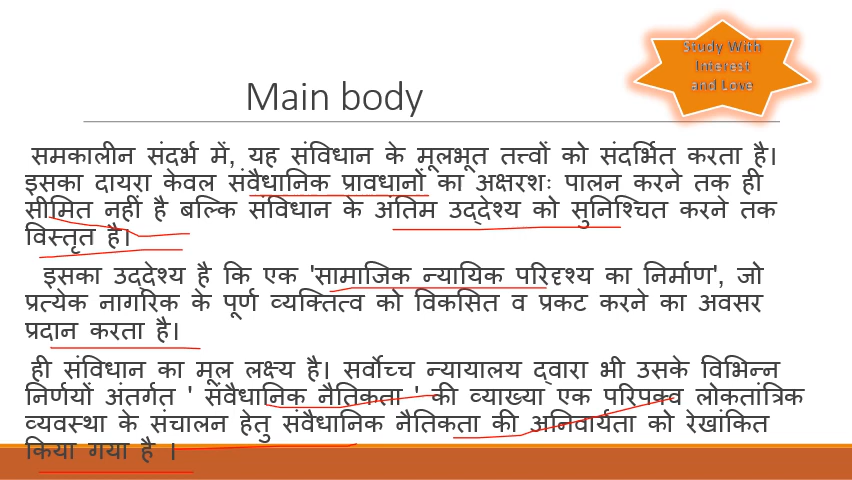 Study With
Interest
and Love
Main body
समकालीन संदर्भ में, यह संविधान के मूलभूत तत्त्वों को संदर्भित करता है।
इसका दायरा केवल संवैधानिक प्रावधानों का अक्षरशः पालन करने तक ही
सीमित नहीं है बल्कि संविधान के अंतिम उद्देश्य को सुनिश्चित करने तक
विस्तृत है।
इसका उद्देश्य है कि एक 'सामाजिक न्यायिक परिदृश्य का निर्माण', जो
प्रत्येक नागरिक के पूर्ण व्यक्तित्व को विकसित व प्रकट करने का अवसर
प्रदान करता है।
ही संविधान का मूल लक्ष्य है। सर्वोच्च न्यायालय द्वारा भी उसके विभिन्न
निर्णयों अंतर्गत ' संवैधानिक नैतिकता ' की व्याख्या एक परिपक्व लोकतांत्रिक
व्यवस्था के संचालन हेतु संवैधानिक नैतिकता की अनिवार्यता को रेखांकित
किया गया है ।